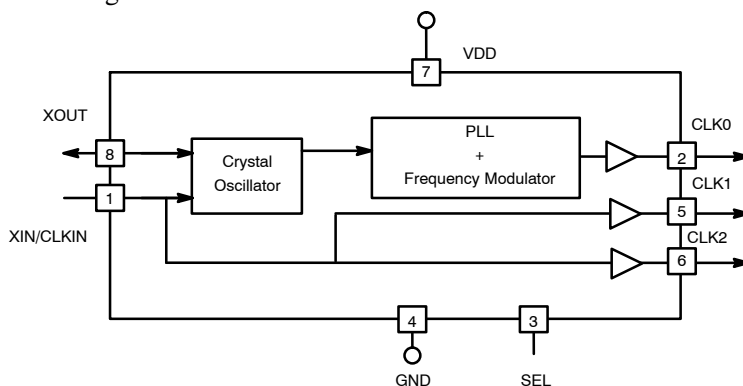 VDD
7
XOUT
8
Crystal
Oscillator
PLL
+
Frequency Modulator
CLK0
2
1
XIN/CLKIN
CLK1
5
CLK2
6
4
GND
3
SEL